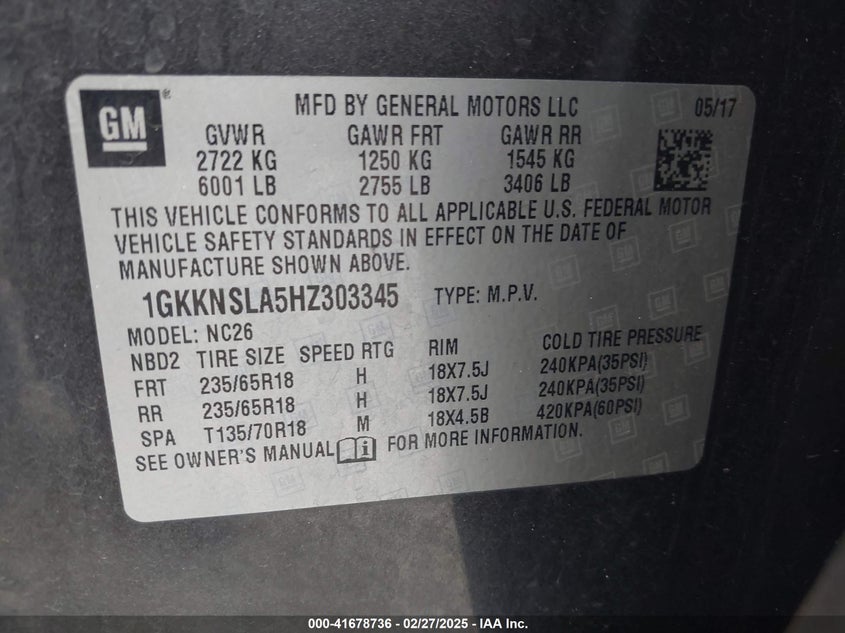 GM ® MFD BY GENERAL MOTORS LLC 05/17
GVWR GAWR FRT GAWR RR
2722 KG 1250 KG 1545 KG
6001 LB 2755 LB 3406 LB
THIS VEHICLE CONFORMS TO ALL APPLICABLE U.S. FEDERAL MOTOR
VEHICLE SAFETY STANDARDS IN EFFECT ON THE DATE OF
MANUFACTURE SHOWN ABOVE.
1GKKNSLA5HZ303345 TYPE: M.P.V.
MODEL: NC26
NBD2 TIRE SIZE SPEED RTG RIM COLD TIRE PRESSURE
FRT 235/65R18 H 18X7.5J 240KPA(35PSI)
RR 235/65R18 H 18X7.5J 240KPA(35PSI)
SPA T135/70R18 M 18X4.5B 420KPA(60PSI)
SEE OWNER'S MANUAL i FOR MORE INFORMATION.
000-41678736 - 02/27/2025 - IAA Inc.